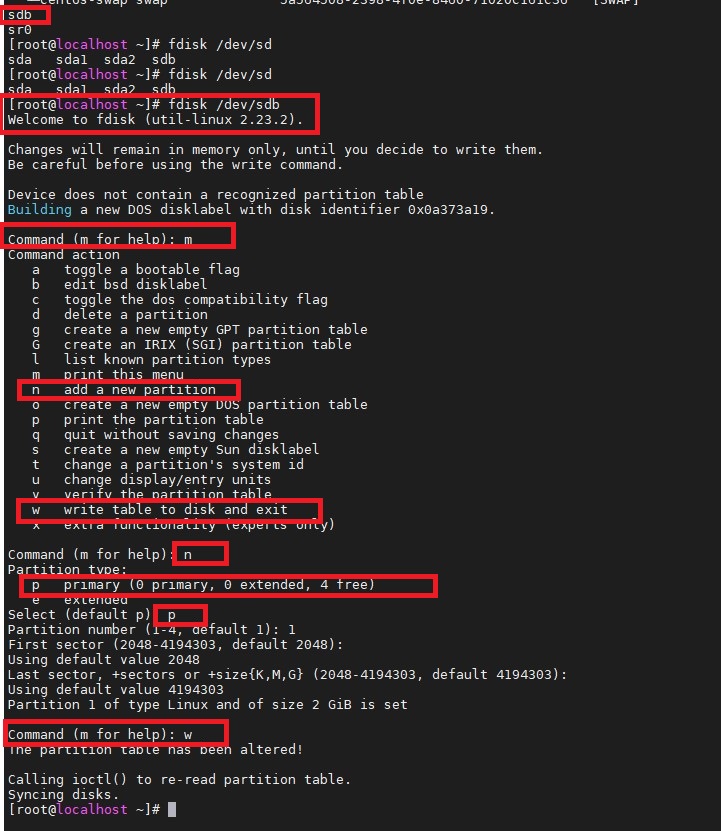 centos-swap swap 5a504508-2398-4f0e-8400-71020c161c36 [SWAP]
sdb
sr0
[root@localhost ~]# fdisk /dev/sd
sda   sda1  sda2  sdb
[root@localhost ~]# fdisk /dev/sd
sda   sda1  sda2  sdb
[root@localhost ~]# fdisk /dev/sdb
Welcome to fdisk (util-linux 2.23.2).
Changes will remain in memory only, until you decide to write them.
Be careful before using the write command.
Device does not contain a recognized partition table
Building a new DOS disklabel with disk identifier 0x0a373a19.
Command (m for help): m
Command action
a   toggle a bootable flag
b   edit bsd disklabel
c   toggle the dos compatibility flag
d   delete a partition
g   create a new empty GPT partition table
G   create an IRIX (SGI) partition table
l   list known partition types
m   print this menu
n   add a new partition
o   create a new empty DOS partition table
p   print the partition table
q   quit without saving changes
s   create a new empty Sun disklabel
t   change a partition's system id
u   change display/entry units
v   verify the partition table
w   write table to disk and exit
x   extra functionality (experts only)
Command (m for help): n
Partition type:
p   primary (0 primary, 0 extended, 4 free)
e   extended
Select (default p): p
Partition number (1-4, default 1): 1
First sector (2048-4194303, default 2048):
Using default value 2048
Last sector, +sectors or +size{K,M,G} (2048-4194303, default 4194303):
Using default value 4194303
Partition 1 of type Linux and of size 2 GiB is set
Command (m for help): w
The partition table has been altered!
Calling ioctl() to re-read partition table.
Syncing disks.
[root@localhost ~]#